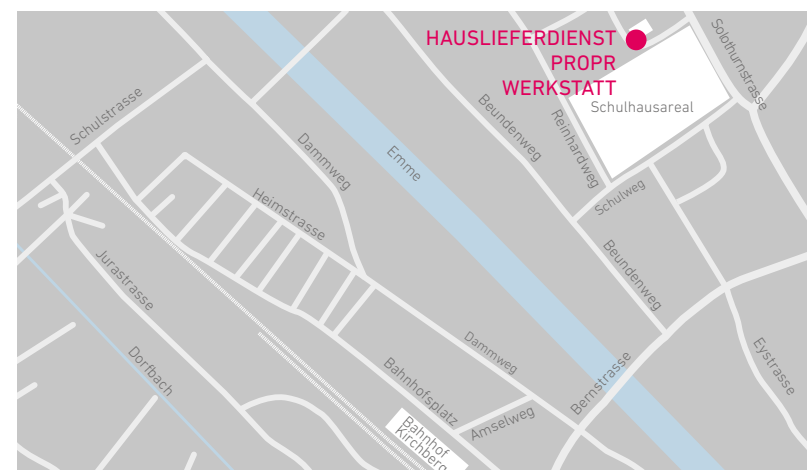 HAUSLIEFERDIENST
PROPR
WERKSTATT
Schulhausareal
Solothurnstrasse
Schulstrasse
Beundenweg
Reinhardweg
Dammweg
Emme
Heimstrasse
Schulweg
Jurastrasse
Beundenweg
Dorfbach
Dammweg
Eystrasse
Bahnhofsplatz
Bernstrasse
Amselweg
Bahnhof
Kirchberg